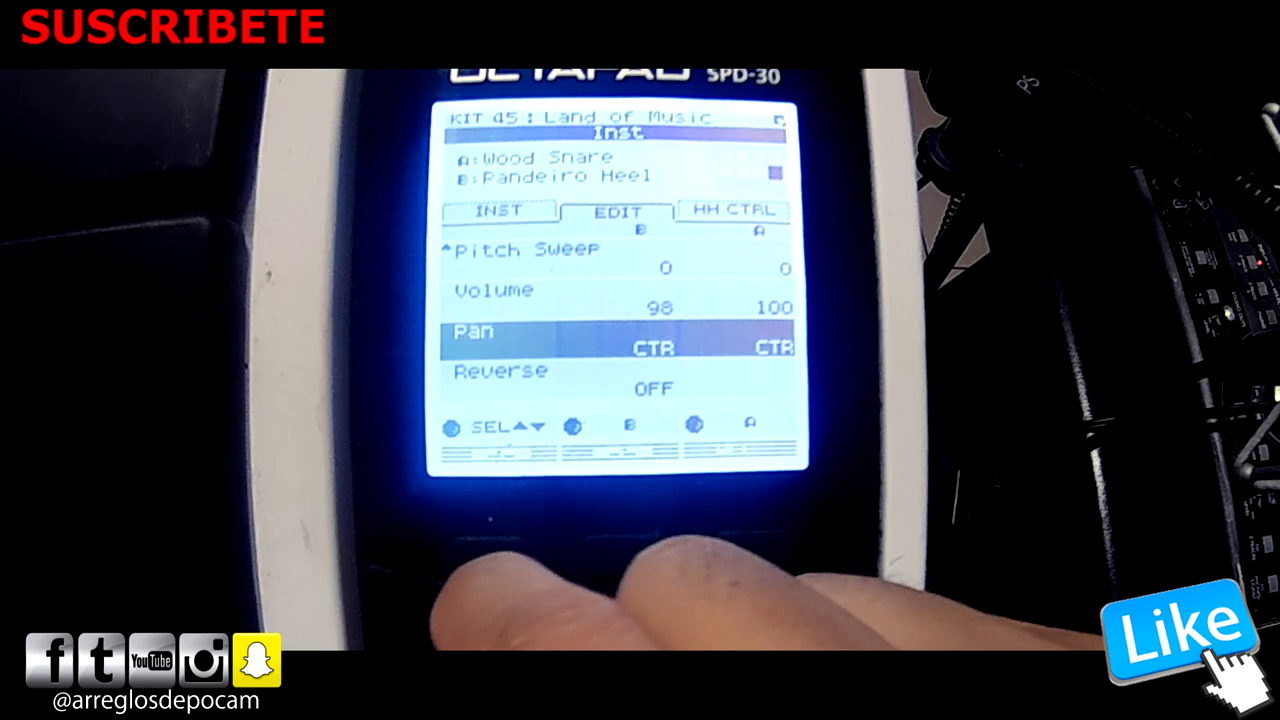 SUSCRIBETE
OCTAPAD SPD-30
KIT 45: Land of Music
Inst
A:Wood Snare
B:Pandeiro Heel
INST EDIT HH CTRL
B A
Pitch Sweep
0 0
Volume
98 100
Pan
CTR CTR
Reverse
OFF
SEL▲▼ B A
f t YouTube
@arreglosdepocam
Like